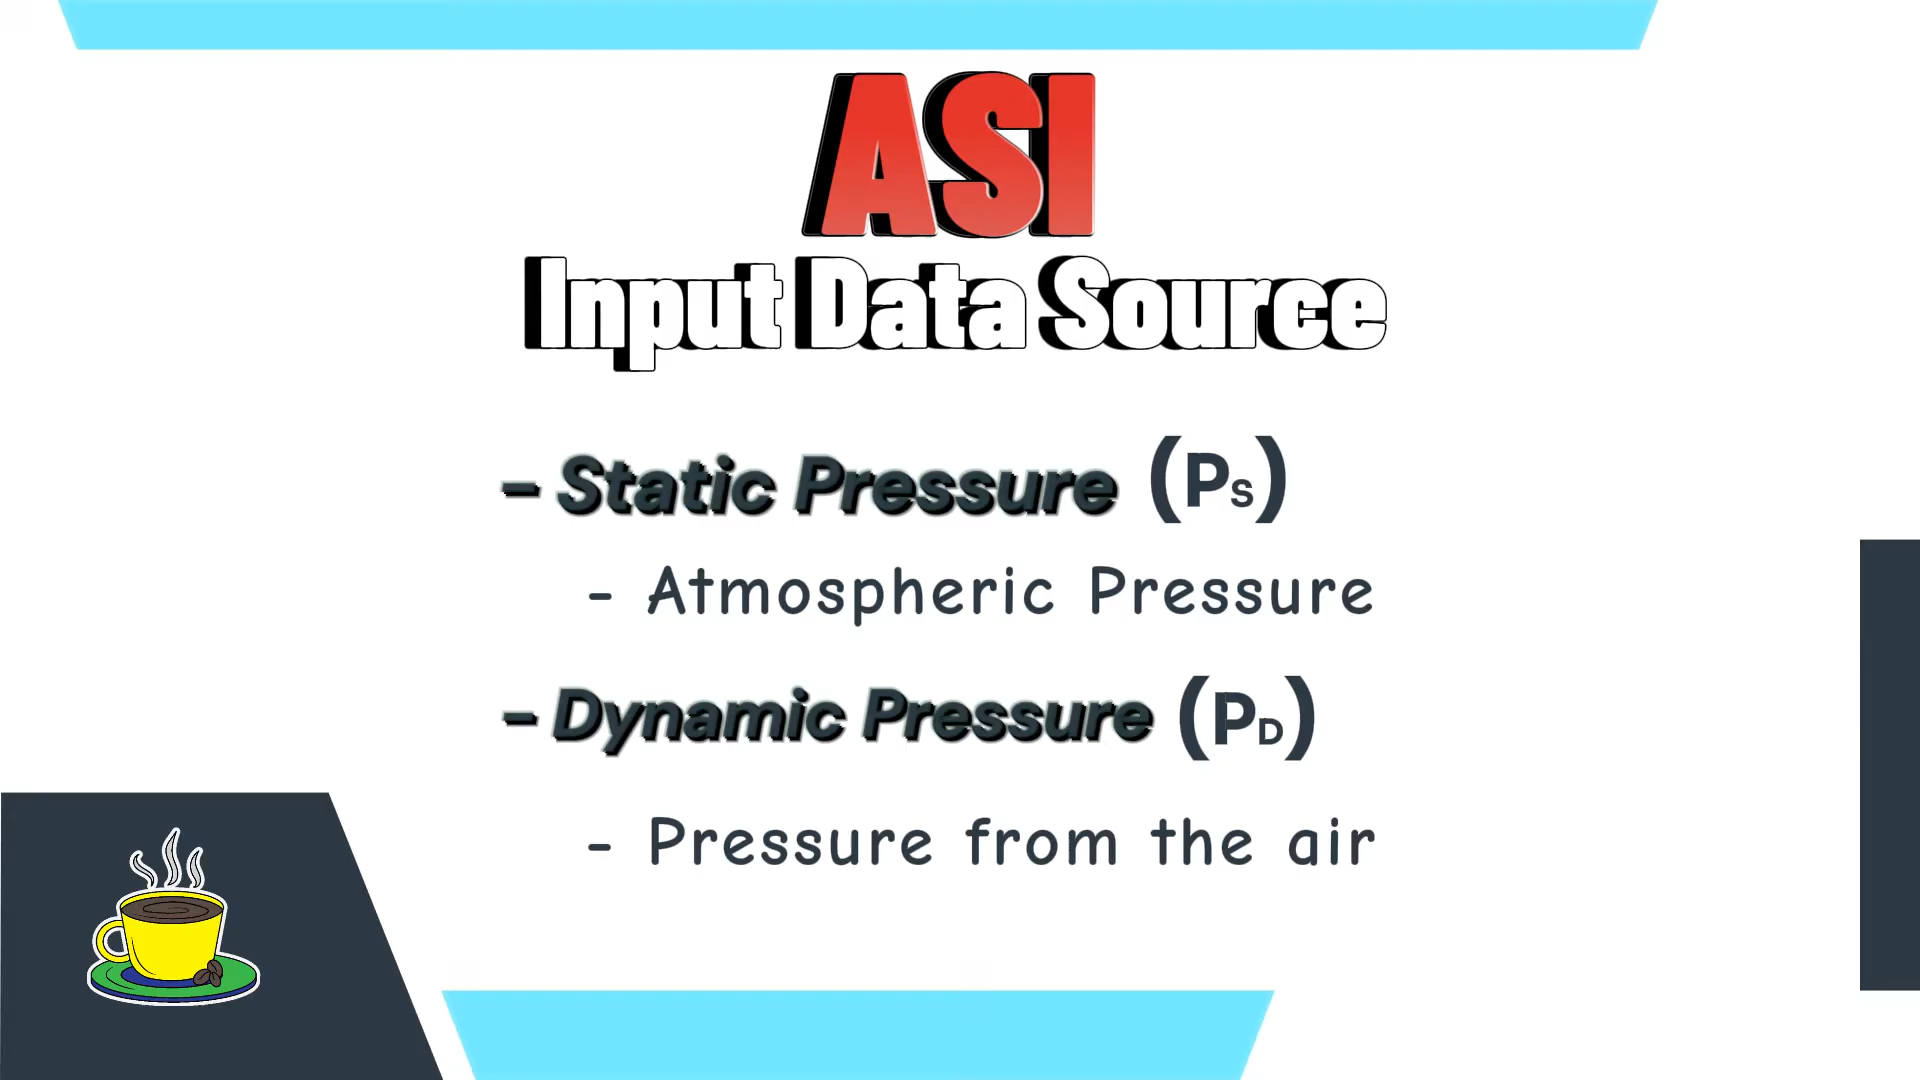 ASI
Input Data Source
- Static Pressure (Ps)
- Atmospheric Pressure
- Dynamic Pressure (PD)
- Pressure from the air